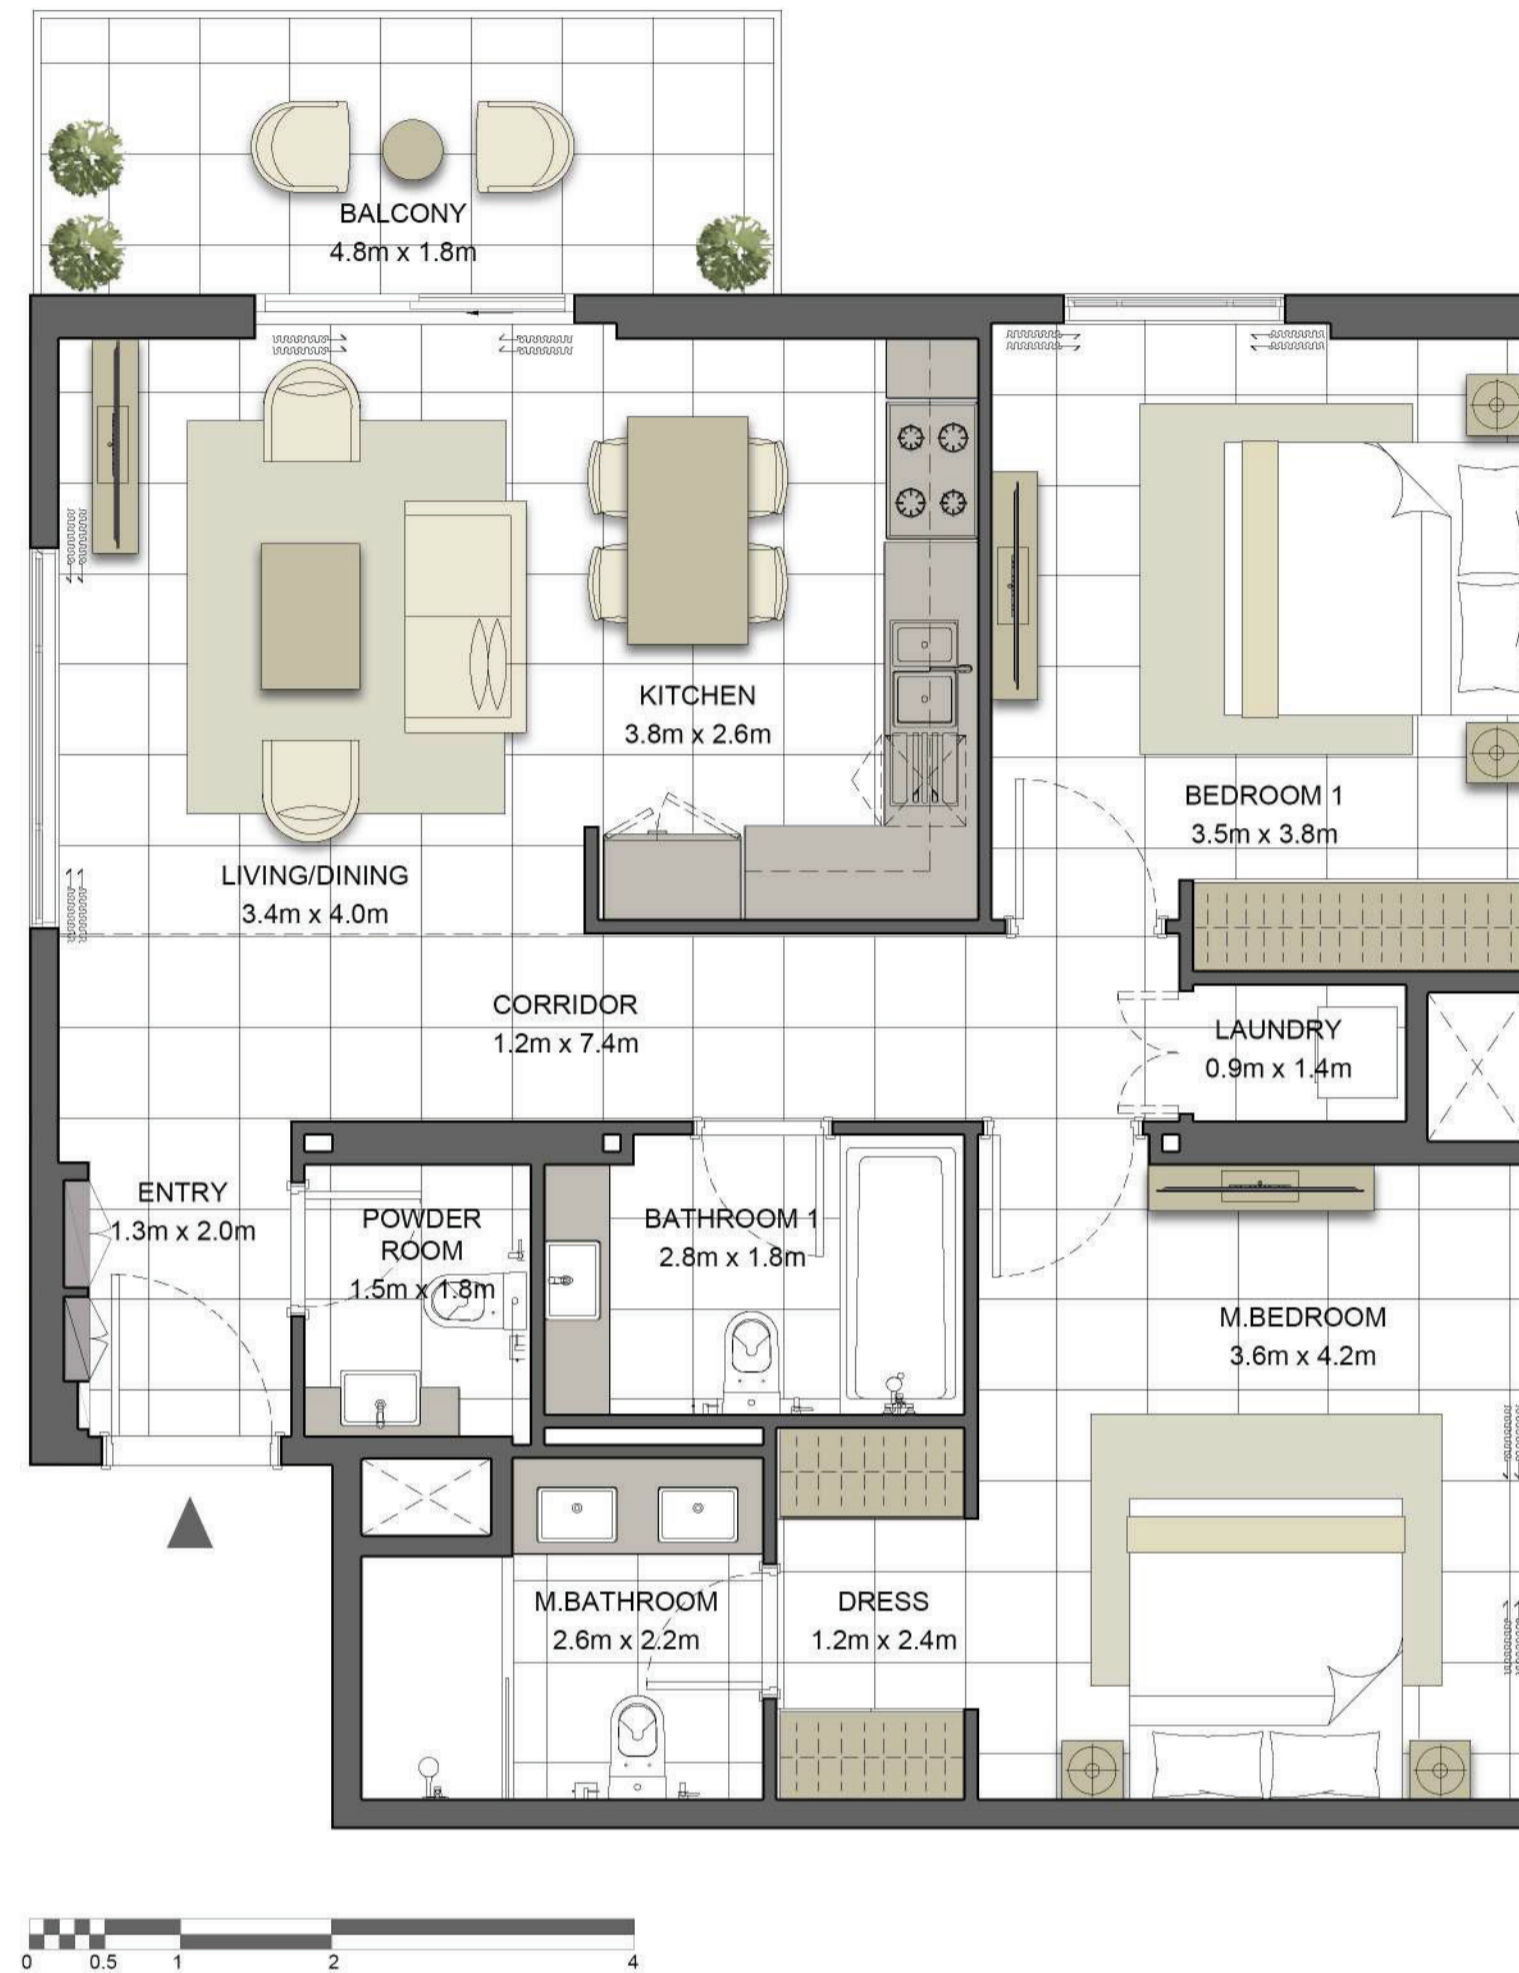 BALCONY
4.8m x 1.8m
KITCHEN
3.8m x 2.6m
BEDROOM 1
3.5m x 3.8m
LIVING/DINING
3.4m x 4.0m
CORRIDOR
1.2m x 7.4m
LAUNDRY
0.9m x 1.4m
ENTRY
1.3m x 2.0m
POWDER
ROOM
1.5m x 1.8m
BATHROOM 1
2.8m x 1.8m
M.BEDROOM
3.6m x 4.2m
M.BATHROOM
2.6m x 2.2m
DRESS
1.2m x 2.4m
0 0.5 1 2 4